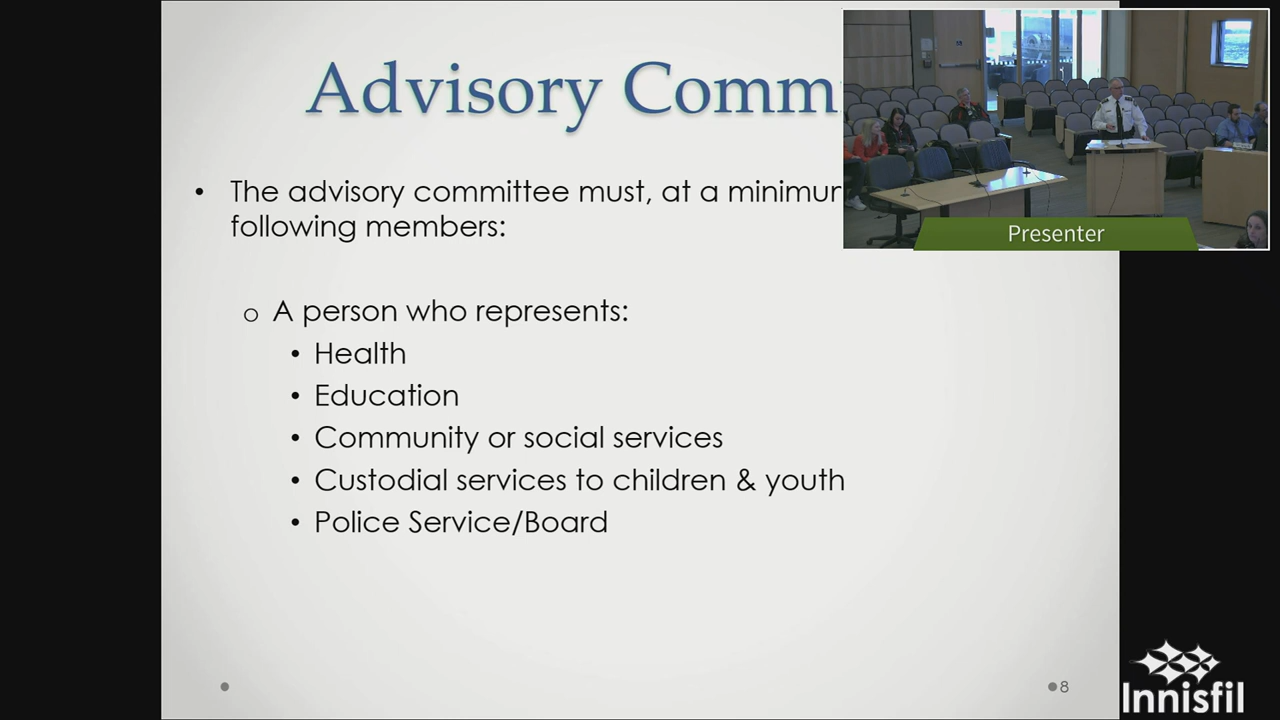 Advisory Comm
• The advisory committee must, at a minimum
following members:
o A person who represents:
• Health
• Education
• Community or social services
• Custodial services to children & youth
• Police Service/Board
8
Presenter
Innisfil